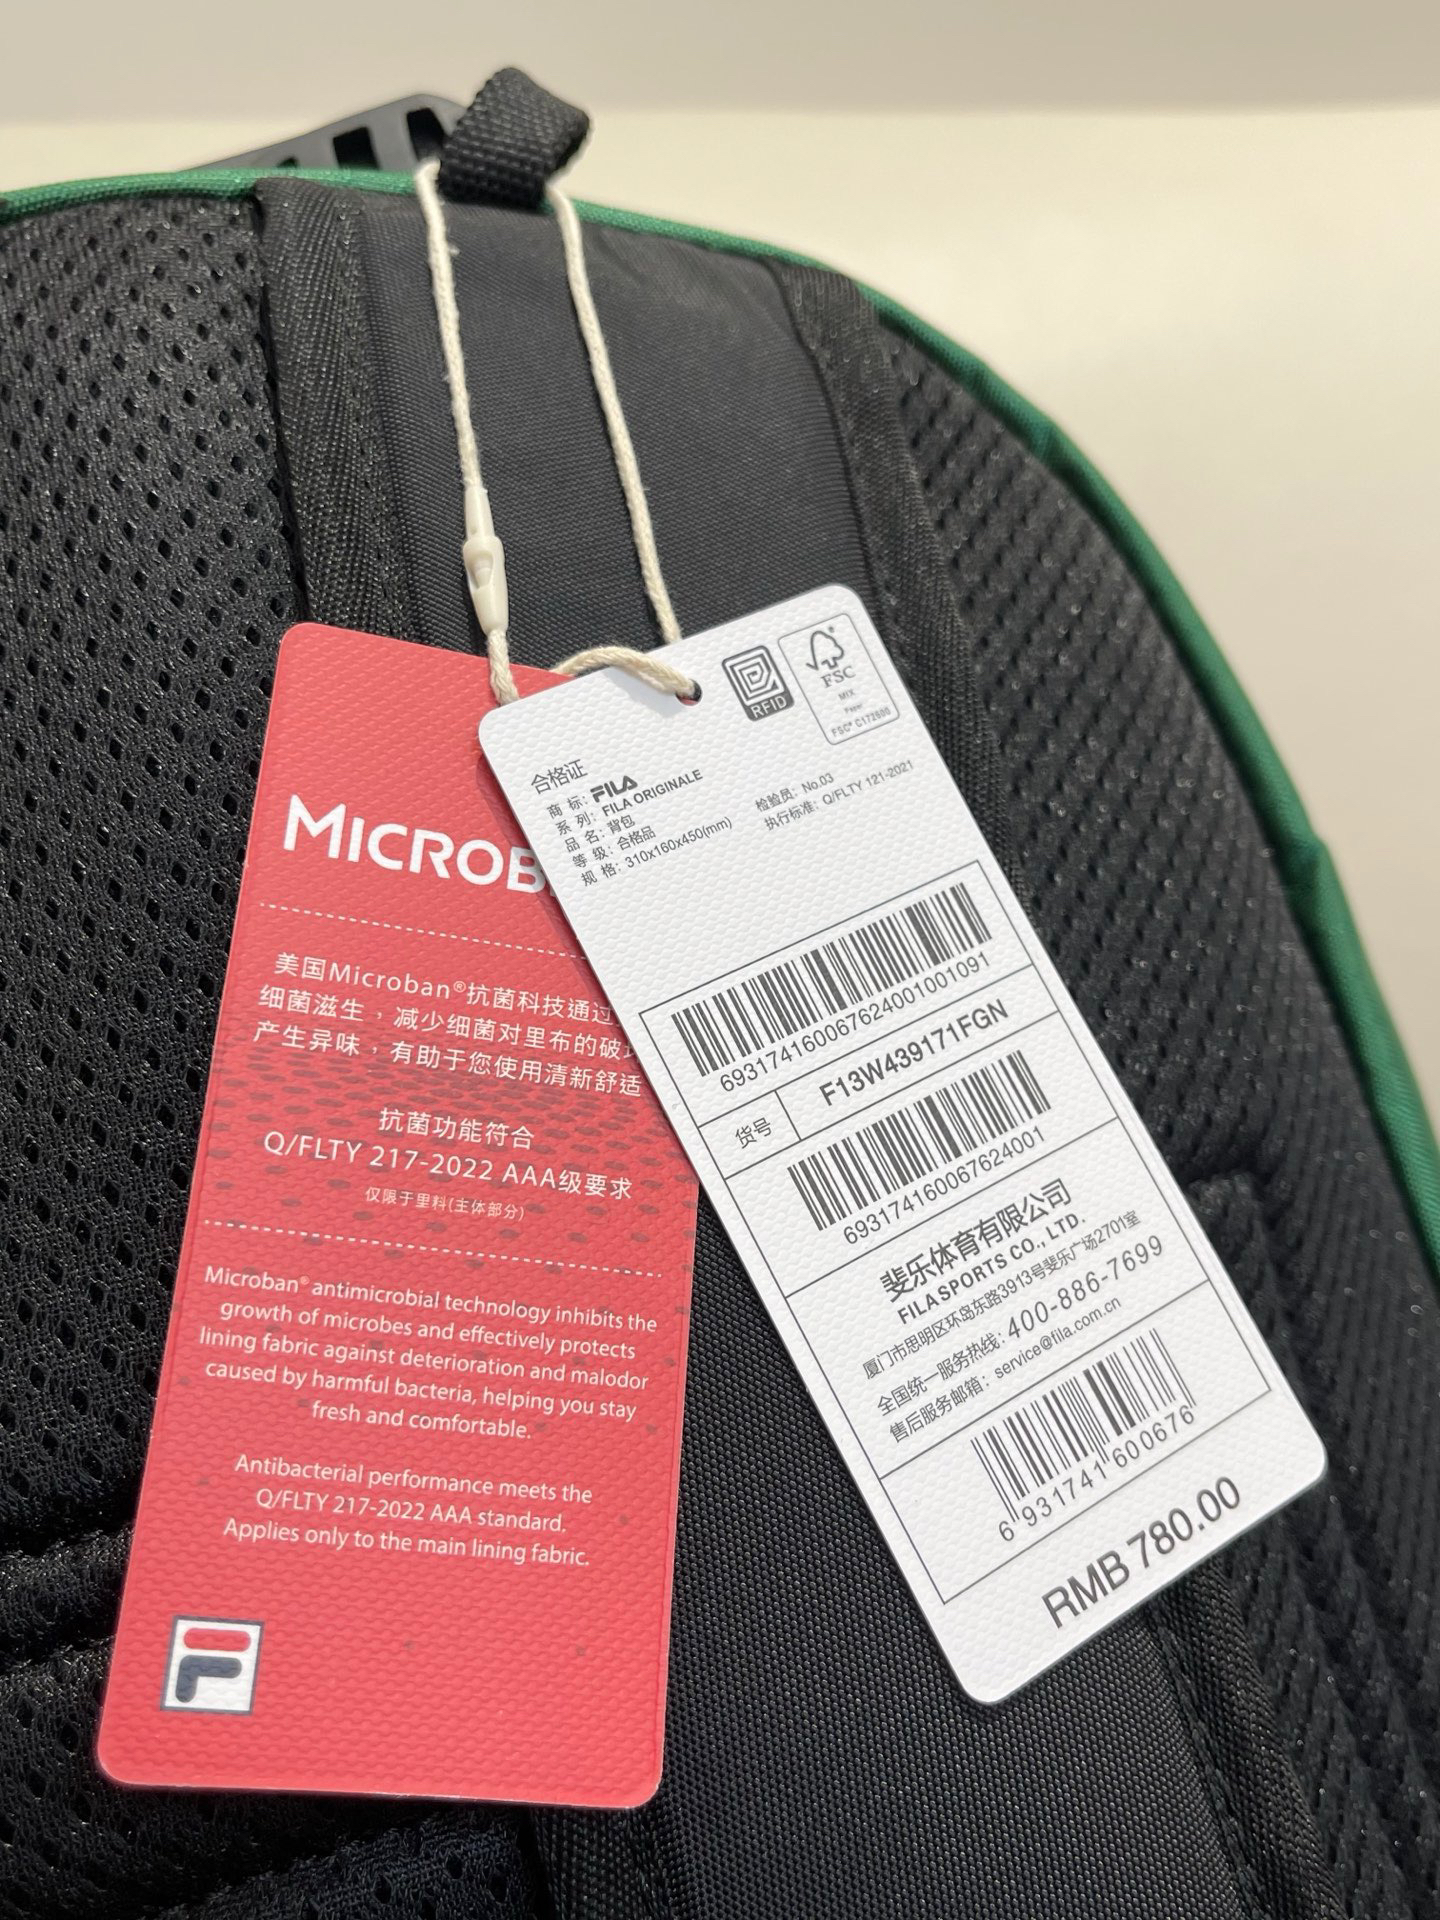 MICROB
美国Microban®抗菌科技通过
细菌滋生，减少细菌对里布的破
产生异味，有助于您使用清新舒适
抗菌功能符合
Q/FLTY 217-2022 AAA级要求
仅限于里料(主体部分)
Microban® antimicrobial technology inhibits the
growth of microbes and effectively protects
lining fabric against deterioration and malodor
caused by harmful bacteria, helping you stay
fresh and comfortable.
Antibacterial performance meets the
Q/FLTY 217-2022 AAA standard.
Applies only to the main lining fabric.
F
RFID
FSC
MIX
Paper
FSC® C172600
合格证
商 标：FILA
系 列：FILA ORIGINALE
品 名：背包
等 级：合格品
规 格：310x160x450(mm)
检验员：No.03
执行标准：Q/FLTY 121-2021
69317416006762400100‌1091
货号 F13W439171FGN
693174160067624001
斐乐体育有限公司
FILA SPORTS CO., LTD.
厦门市思明区环岛东路3913号斐乐广场2701室
全国统一服务热线：400-886-7699
售后服务邮箱：service@fila.com.cn
6 931741 600676
RMB 780.00